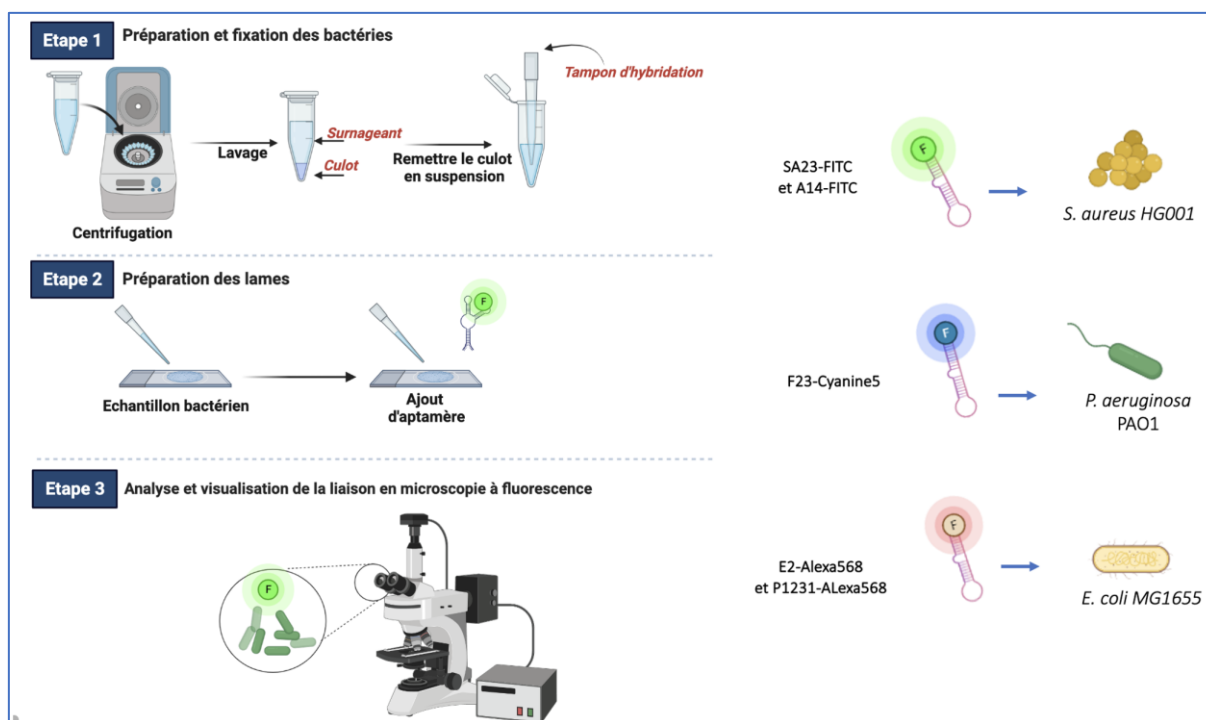 Etape 1 Préparation et fixation des bactéries
Tampon d'hybridation
Surnageant
Lavage
Culot
Remettre le culot
en suspension
Centrifugation
Etape 2 Préparation des lames
F
Echantillon bactérien
Ajout
d'aptamère
Etape 3 Analyse et visualisation de la liaison en microscopie à fluorescence
F
F
SA23-FITC
et A14-FITC
S. aureus HG001
F
F23-Cyanine5
P. aeruginosa
PAO1
F
E2-Alexa568
et P1231-ALexa568
E. coli MG1655